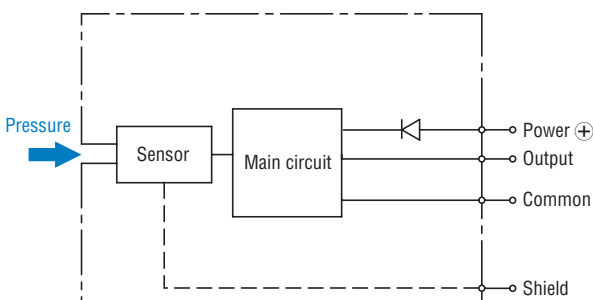 Pressure
Sensor
Main circuit
Power ⊕
Output
Common
Shield